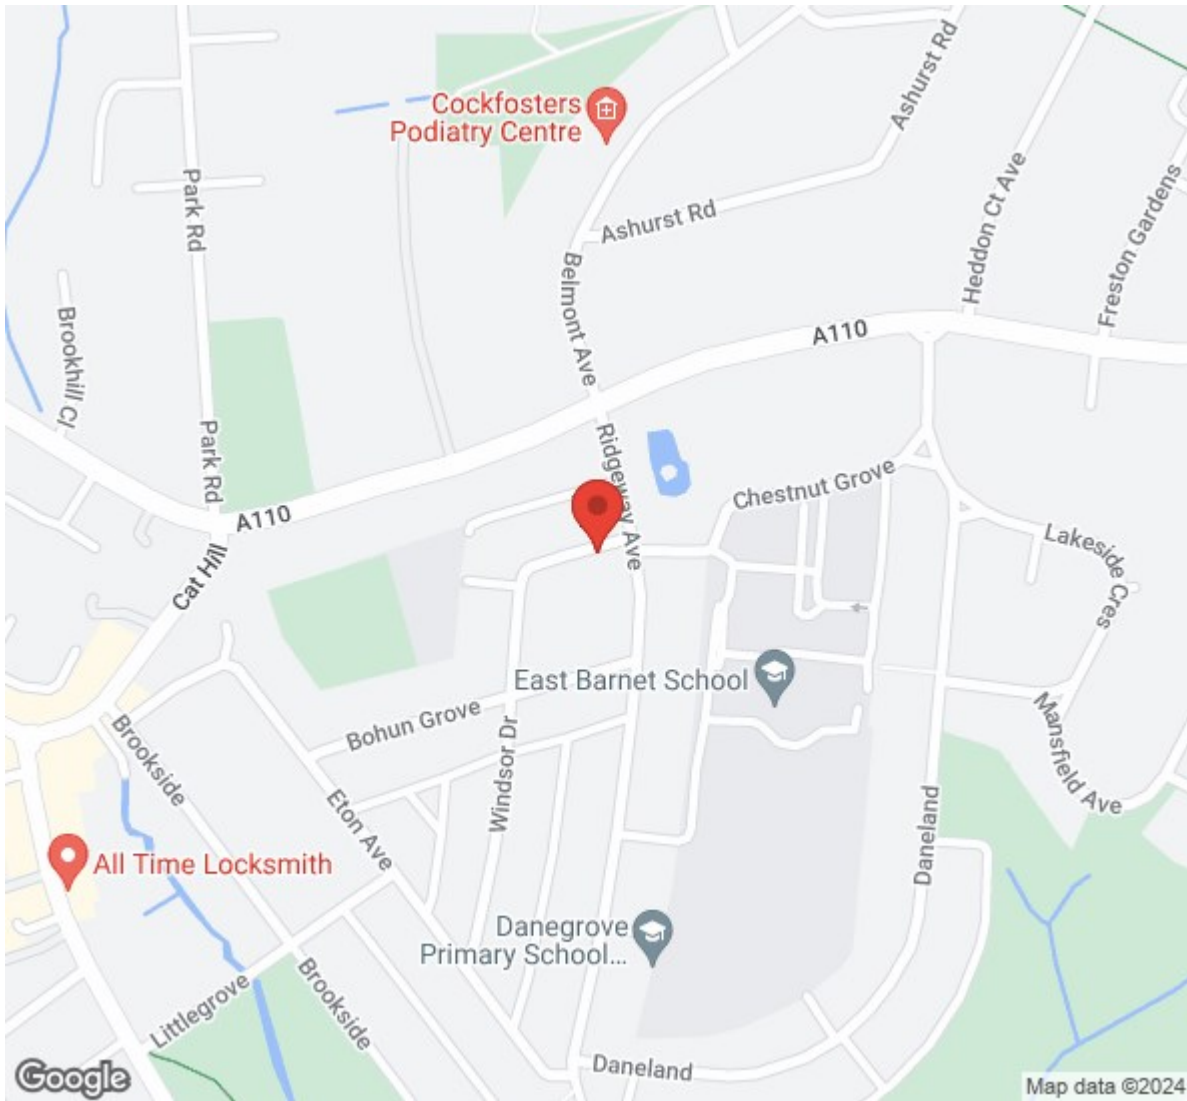 Ashurst Rd
Cockfosters
Podiatry Centre
Park Rd
Ashurst Rd
Heddon Ct Ave
Freston Gardens
Belmont Ave
A110
Brookhill Cl
Park Rd
Ridgeway Ave
A110
Chestnut Grove
Cat Hill
Lakeside Cres
East Barnet School
Bohun Grove
Windsor Dr
Mansfield Ave
Brookside
Eton Ave
Daneland
All Time Locksmith
Danegrove
Primary School...
Littlegrove
Brookside
Daneland
Google
Map data ©2024